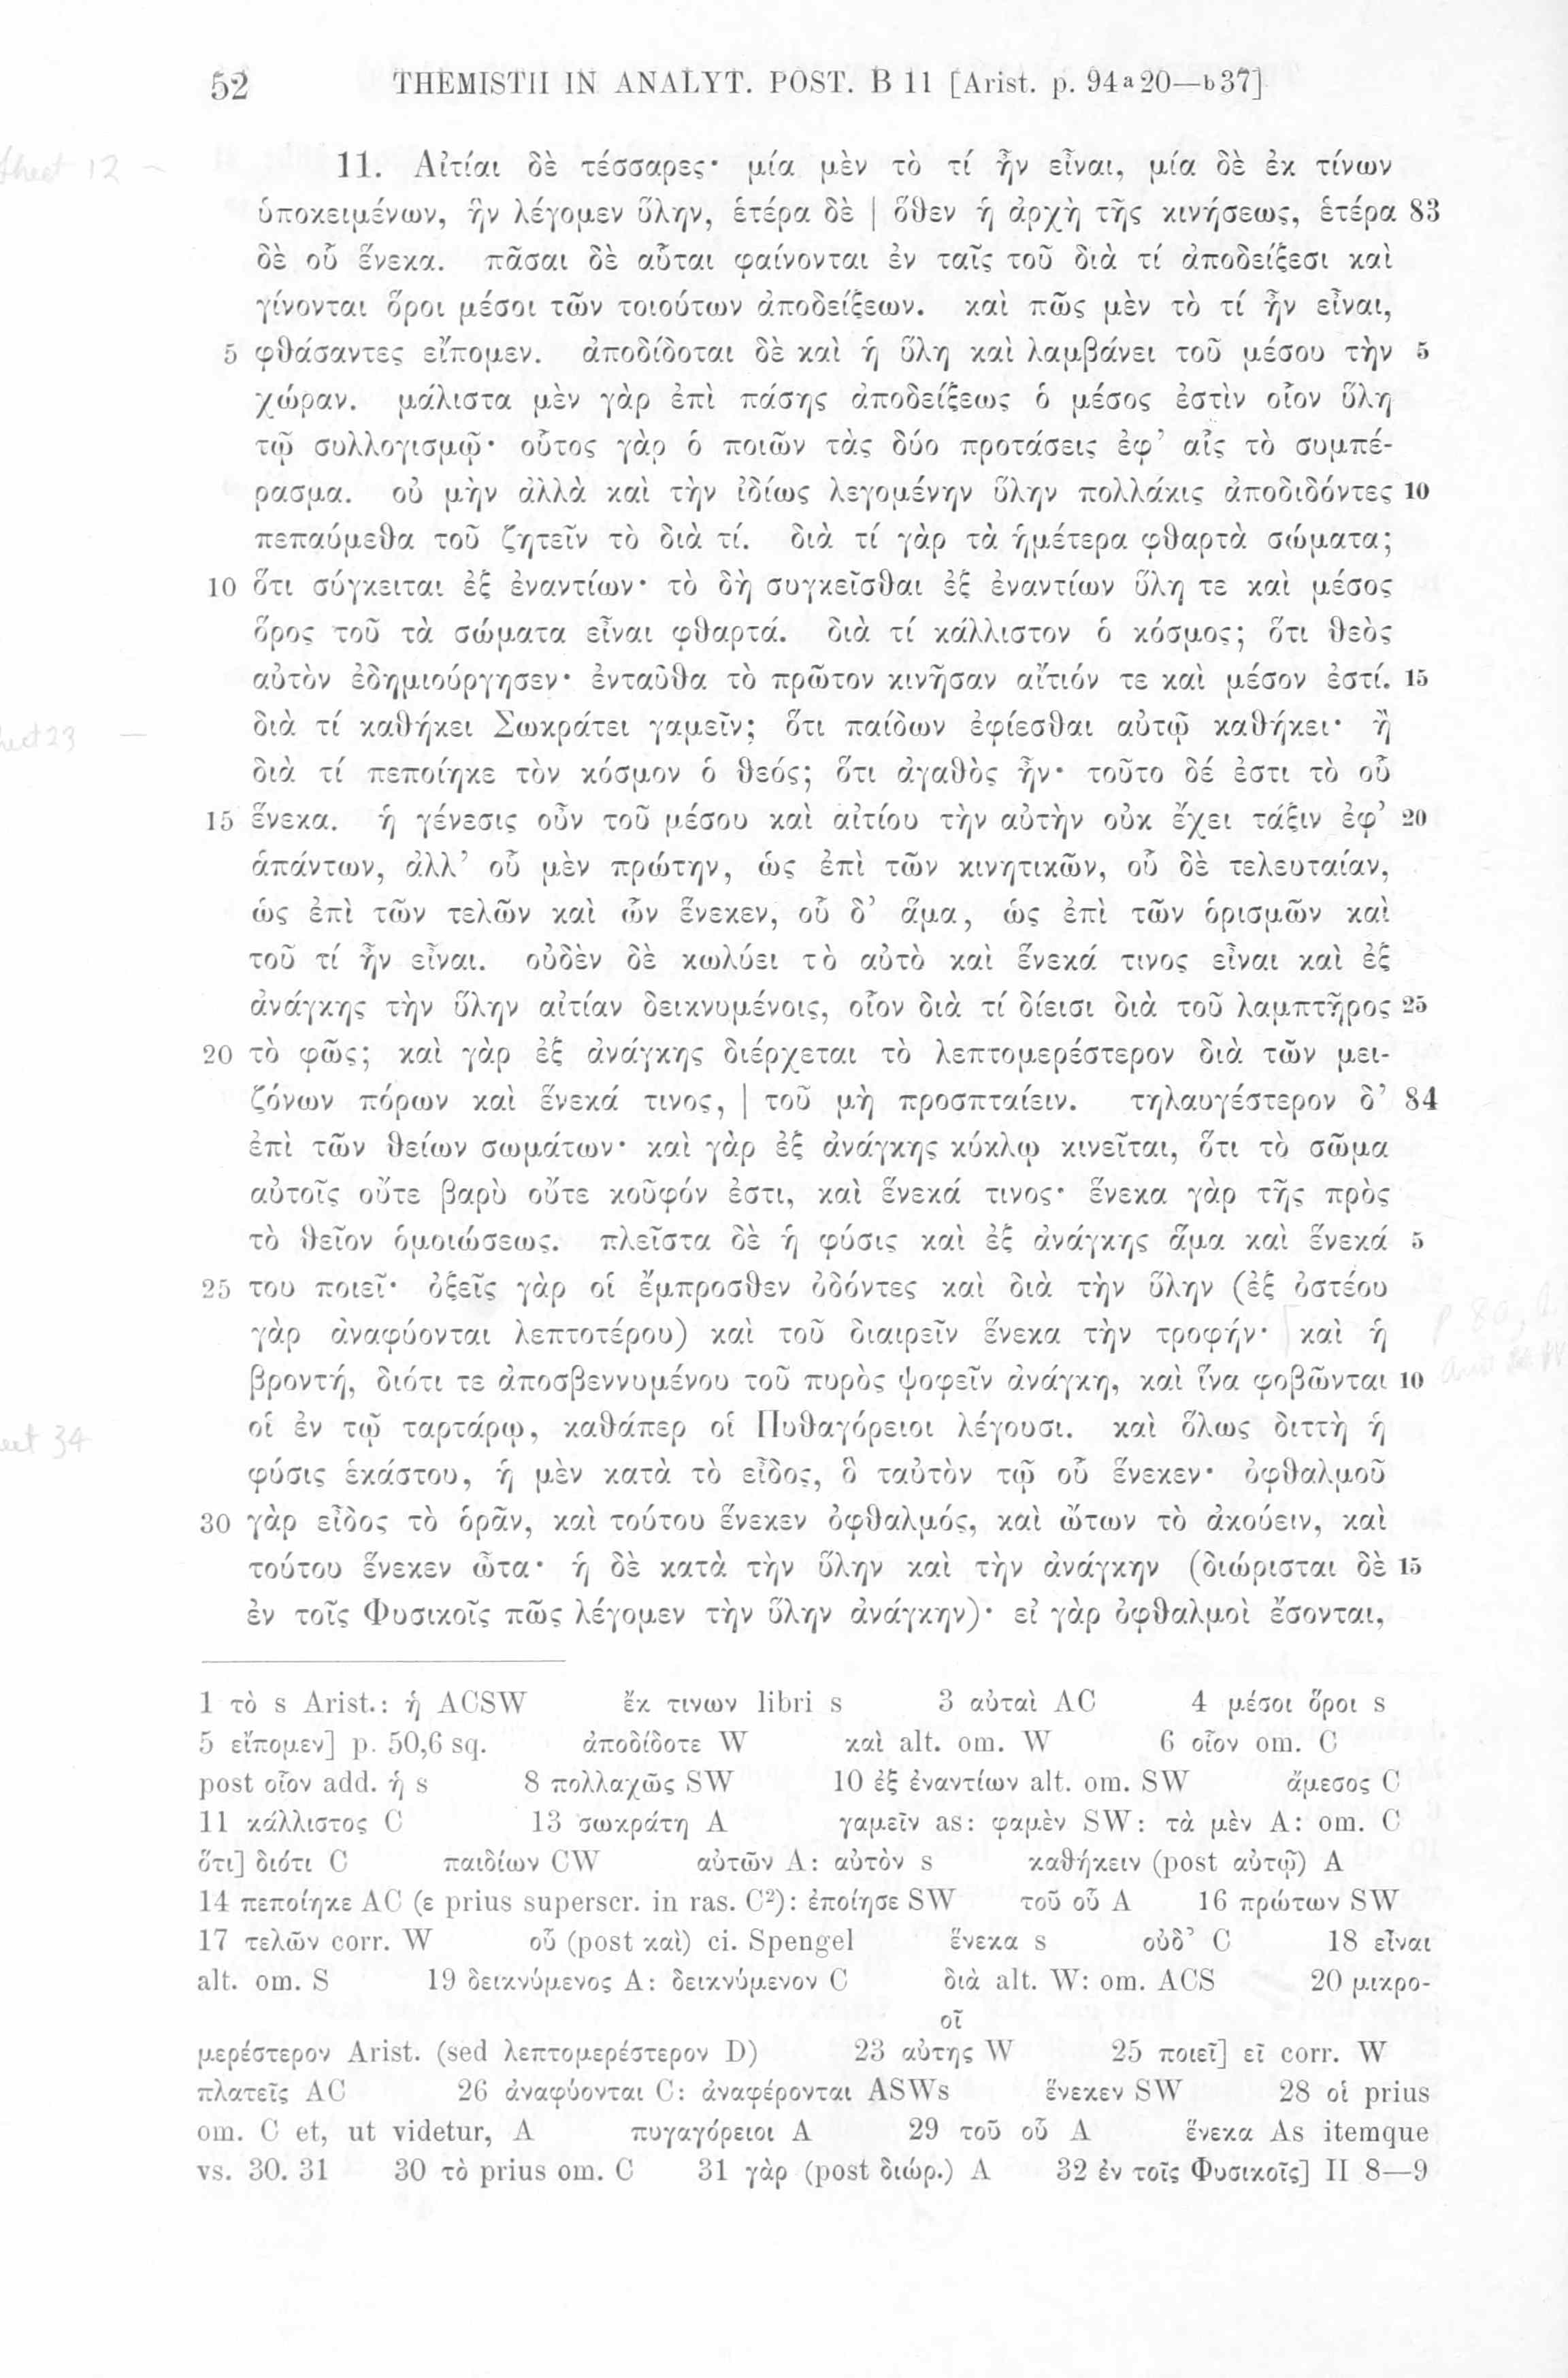 52 THEMISTII IN ANALYT. POST. B 11 [Arist. p. 94ᵃ20—ᵇ37]
Sheet 12 -
11. Αἰτίαι δὲ τέσσαρες· μία μὲν τὸ τί ἦν εἶναι, μία δὲ ἐκ τίνων
ὑποκειμένων, ἣν λέγομεν ὕλην, ἑτέρα δὲ | ὅθεν ἡ ἀρχὴ τῆς κινήσεως, ἑτέρα 83
δὲ οὗ ἕνεκα. πᾶσαι δὲ αὗται φαίνονται ἐν ταῖς τοῦ διὰ τί ἀποδείξεσι καὶ
γίνονται ὅροι μέσοι τῶν τοιούτων ἀποδείξεων. καὶ πῶς μὲν τὸ τί ἦν εἶναι,
5 φθάσαντες εἴπομεν. ἀποδίδοται δὲ καὶ ἡ ὕλη καὶ λαμβάνει τοῦ μέσου τὴν 5
χώραν. μάλιστα μὲν γὰρ ἐπὶ πάσης ἀποδείξεως ὁ μέσος ἐστὶν οἷον ὕλη
τῷ συλλογισμῷ· οὗτος γὰρ ὁ ποιῶν τὰς δύο προτάσεις ἐφ’ αἷς τὸ συμπέ-
ρασμα. οὐ μὴν ἀλλὰ καὶ τὴν ἰδίως λεγομένην ὕλην πολλάκις ἀποδιδόντες 10
πεπαύμεθα τοῦ ζητεῖν τὸ διὰ τί. διὰ τί γὰρ τὰ ἡμέτερα φθαρτὰ σώματα;
10 ὅτι σύγκειται ἐξ ἐναντίων· τὸ δὴ συγκεῖσθαι ἐξ ἐναντίων ὕλη τε καὶ μέσος
ὅρος τοῦ τὰ σώματα εἶναι φθαρτά. διὰ τί κάλλιστον ὁ κόσμος; ὅτι θεὸς
αὐτὸν ἐδημιούργησεν· ἐνταῦθα τὸ πρῶτον κινῆσαν αἴτιόν τε καὶ μέσον ἐστί. 15
διὰ τί καθήκει Σωκράτει γαμεῖν; ὅτι παίδων ἐφίεσθαι αὐτῷ καθήκει· ἢ
διὰ τί πεποίηκε τὸν κόσμον ὁ θεός; ὅτι ἀγαθὸς ἦν· τοῦτο δέ ἐστι τὸ οὗ
15 ἕνεκα. ἡ γένεσις οὖν τοῦ μέσου καὶ αἰτίου τὴν αὐτὴν οὐκ ἔχει τάξιν ἐφ’ 20
ἁπάντων, ἀλλ’ οὗ μὲν πρώτην, ὡς ἐπὶ τῶν κινητικῶν, οὗ δὲ τελευταίαν,
ὡς ἐπὶ τῶν τελῶν καὶ ὧν ἕνεκεν, οὗ δ’ ἅμα, ὡς ἐπὶ τῶν ὁρισμῶν καὶ
τοῦ τί ἦν εἶναι. οὐδὲν δὲ κωλύει τὸ αὐτὸ καὶ ἕνεκά τινος εἶναι καὶ ἐξ
ἀνάγκης τὴν ὕλην αἰτίαν δεικνυμένοις, οἷον διὰ τί δίεισι διὰ τοῦ λαμπτῆρος 25
20 τὸ φῶς; καὶ γὰρ ἐξ ἀνάγκης διέρχεται τὸ λεπτομερέστερον διὰ τῶν μει-
ζόνων πόρων καὶ ἕνεκά τινος, | τοῦ μὴ προσπταίειν. τηλαυγέστερον δ’ 84
ἐπὶ τῶν θείων σωμάτων· καὶ γὰρ ἐξ ἀνάγκης κύκλῳ κινεῖται, ὅτι τὸ σῶμα
αὐτοῖς οὔτε βαρὺ οὔτε κοῦφόν ἐστι, καὶ ἕνεκά τινος· ἕνεκα γὰρ τῆς πρὸς
τὸ θεῖον ὁμοιώσεως. πλεῖστα δὲ ἡ φύσις καὶ ἐξ ἀνάγκης ἅμα καὶ ἕνεκά 5
25 του ποιεῖ· ὀξεῖς γὰρ οἱ ἔμπροσθεν ὀδόντες καὶ διὰ τὴν ὕλην (ἐξ ὀστέου
γὰρ ἀναφύονται λεπτοτέρου) καὶ τοῦ διαιρεῖν ἕνεκα τὴν τροφήν· καὶ ἡ
βροντή, διότι τε ἀποσβεννυμένου τοῦ πυρὸς ψοφεῖν ἀνάγκη, καὶ ἵνα φοβῶνται 10
οἱ ἐν τῷ ταρτάρῳ, καθάπερ οἱ Πυθαγόρειοι λέγουσι. καὶ ὅλως διττὴ ἡ
φύσις ἑκάστου, ἡ μὲν κατὰ τὸ εἶδος, ὃ ταὐτὸν τῷ οὗ ἕνεκεν· ὀφθαλμοῦ
30 γὰρ εἶδος τὸ ὁρᾶν, καὶ τούτου ἕνεκεν ὀφθαλμός, καὶ ὤτων τὸ ἀκούειν, καὶ
τούτου ἕνεκεν ὦτα· ἡ δὲ κατὰ τὴν ὕλην καὶ τὴν ἀνάγκην (διώρισται δὲ 15
ἐν τοῖς Φυσικοῖς πῶς λέγομεν τὴν ὕλην ἀνάγκην)· εἰ γὰρ ὀφθαλμοὶ ἔσονται,
1 τὸ s Arist.: ἡ ACSW ἔκ τινων libri s 3 αὐταὶ AC 4 μέσοι ὅροι s
5 εἴπομεν] p. 50,6 sq. ἀποδίδοτε W καὶ alt. om. W 6 οἷον om. C
post οἷον add. ἡ s 8 πολλαχῶς SW 10 ἐξ ἐναντίων alt. om. SW ἄμεσος C
11 κάλλιστος C 13 σωκράτη A γαμεῖν as: φαμὲν SW: τὰ μὲν A: om. C
ὅτι] διότι C παιδίων CW αὐτῶν A: αὐτὸν s καθήκειν (post αὐτῷ) A
14 πεποίηκε AC (ε prius superscr. in ras. C²): ἐποίησε SW τοῦ οὗ A 16 πρώτων SW
17 τελῶν corr. W οὗ (post καὶ) ci. Spengel ἕνεκα s οὐδ’ C 18 εἶναι
alt. om. S 19 δεικνύμενος A: δεικνύμενον C διὰ alt. W: om. ACS 20 μικρο-
οῖ
μερέστερον Arist. (sed λεπτομερέστερον D) 23 αὐτης W 25 ποιεῖ] εῖ corr. W
πλατεῖς AC 26 ἀναφύονται C: ἀναφέρονται ASWs ἕνεκεν SW 28 οἱ prius
om. C et, ut videtur, A πυγαγόρειοι A 29 τοῦ οὗ A ἕνεκα As itemque
vs. 30. 31 30 τὸ prius om. C 31 γὰρ (post διώρ.) A 32 ἐν τοῖς Φυσικοῖς] II 8—9